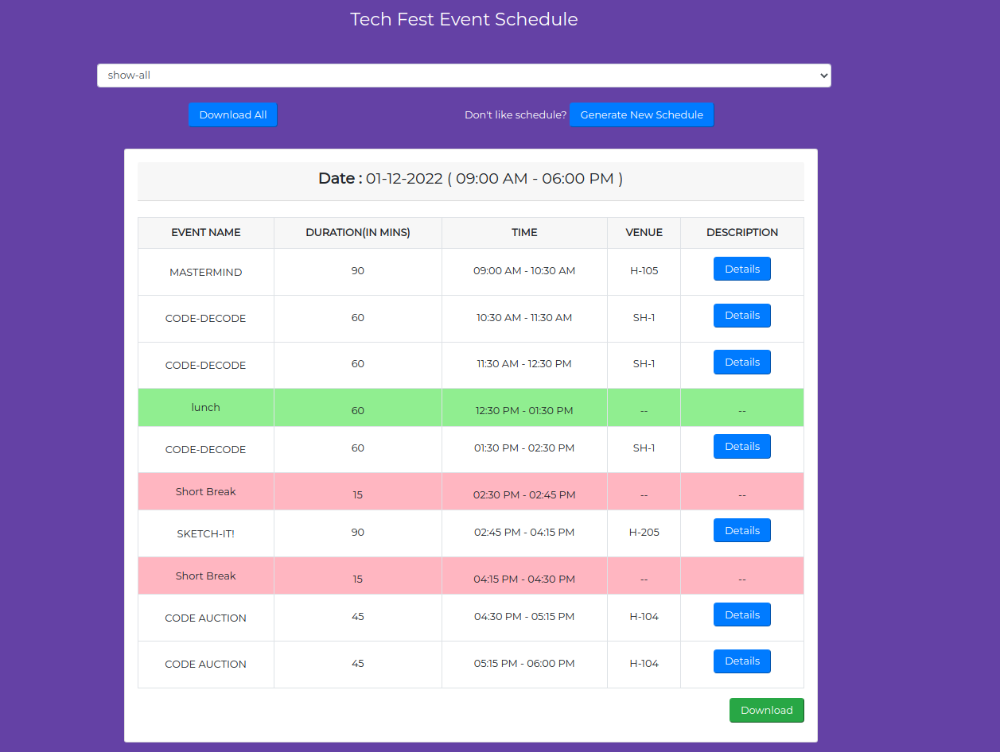 Tech Fest Event Schedule
show-all
Download All Don't like schedule? Generate New Schedule
Date : 01-12-2022 ( 09:00 AM - 06:00 PM )
EVENT NAME DURATION(IN MINS) TIME VENUE DESCRIPTION
MASTERMIND 90 09:00 AM - 10:30 AM H-105 Details
CODE-DECODE 60 10:30 AM - 11:30 AM SH-1 Details
CODE-DECODE 60 11:30 AM - 12:30 PM SH-1 Details
lunch 60 12:30 PM - 01:30 PM -- --
CODE-DECODE 60 01:30 PM - 02:30 PM SH-1 Details
Short Break 15 02:30 PM - 02:45 PM -- --
SKETCH-IT! 90 02:45 PM - 04:15 PM H-205 Details
Short Break 15 04:15 PM - 04:30 PM -- --
CODE AUCTION 45 04:30 PM - 05:15 PM H-104 Details
CODE AUCTION 45 05:15 PM - 06:00 PM H-104 Details
Download